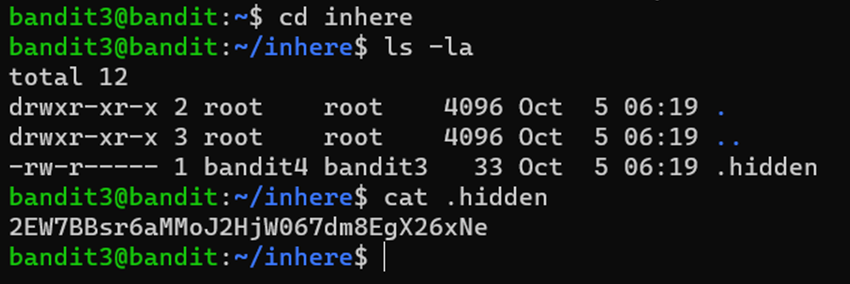 bandit3@bandit:~$ cd inhere
bandit3@bandit:~/inhere$ ls -la
total 12
drwxr-xr-x 2 root    root    4096 Oct  5 06:19 .
drwxr-xr-x 3 root    root    4096 Oct  5 06:19 ..
-rw-r----- 1 bandit4 bandit3   33 Oct  5 06:19 .hidden
bandit3@bandit:~/inhere$ cat .hidden
2EW7BBsr6aMMoJ2HjW067dm8EgX26xNe
bandit3@bandit:~/inhere$